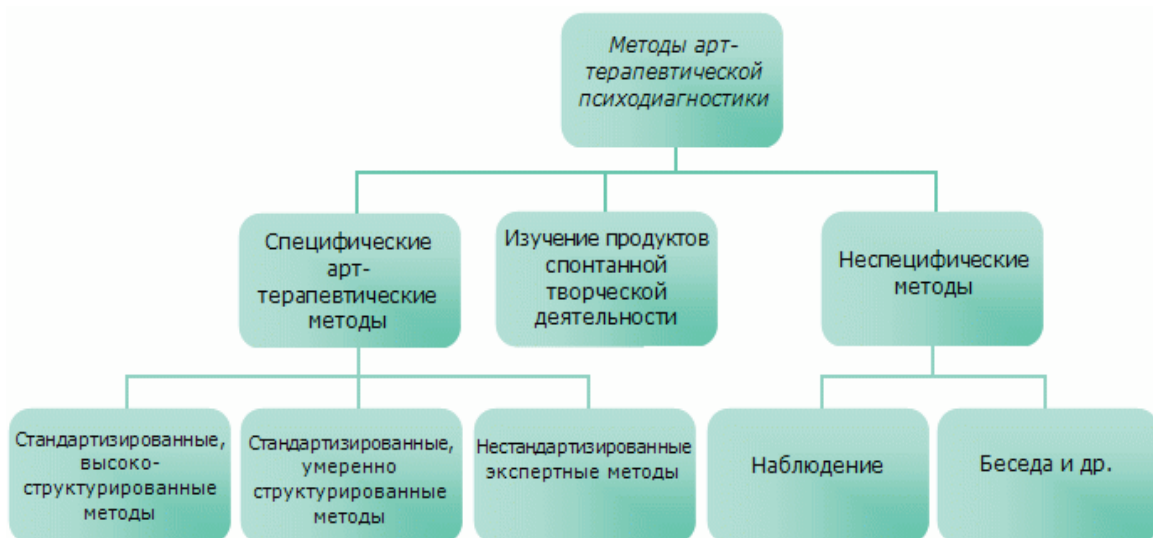 Методы арт-
терапевтической
психодиагностики
Специфические
арт-
терапевтические
методы
Изучение продуктов
спонтанной
творческой
деятельности
Неспецифические
методы
Стандартизированные,
высоко-
структурированные
методы
Стандартизированные,
умеренно
структурированные
методы
Нестандартизированные
экспертные методы
Наблюдение
Беседа и др.